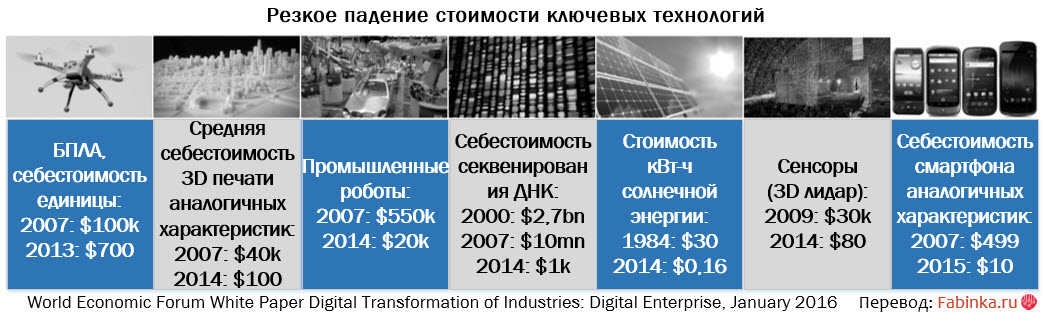 Резкое падение стоимости ключевых технологий
БПЛА,
себестоимость
единицы:
2007: $100k
2013: $700
Средняя
себестоимость
3D печати
аналогичных
характеристик:
2007: $40k
2014: $100
Промышленные
роботы:
2007: $550k
2014: $20k
Себестоимость
секвенирован
ия ДНК:
2000: $2,7bn
2007: $10mn
2014: $1k
Стоимость
кВт-ч
солнечной
энергии:
1984: $30
2014: $0,16
Сенсоры
(3D лидар):
2009: $30k
2014: $80
Себестоимость
смартфона
аналогичных
характеристик:
2007: $499
2015: $10
World Economic Forum White Paper Digital Transformation of Industries: Digital Enterprise, January 2016 Перевод: Fabinka.ru